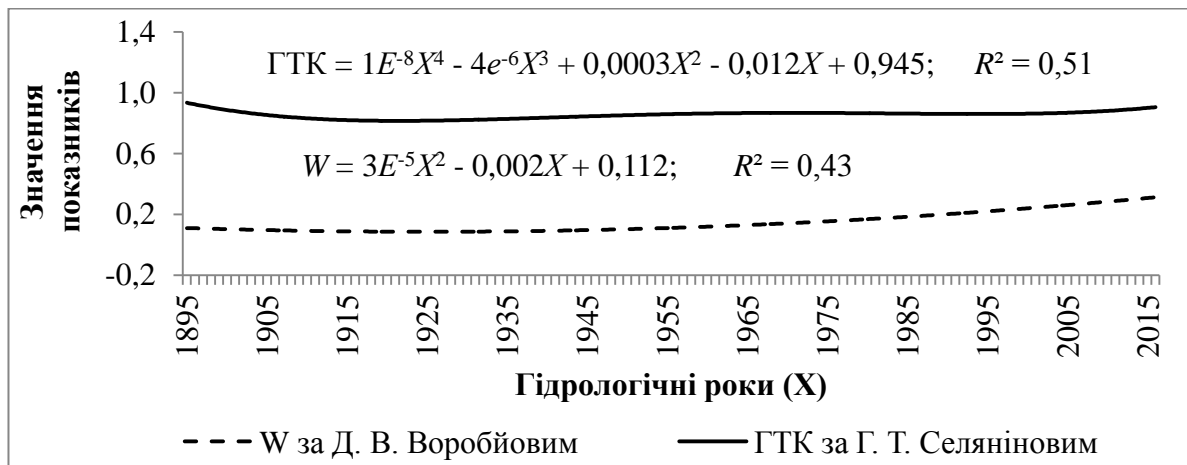 1,4
ГТК = 1E⁻⁸X⁴ - 4e⁻⁶X³ + 0,0003X² - 0,012X + 0,945; R² = 0,51
1,0
0,6
W = 3E⁻⁵X² - 0,002X + 0,112; R² = 0,43
0,2
-0,2
Значення
показників
1895 1905 1915 1925 1935 1945 1955 1965 1975 1985 1995 2005 2015
Гідрологічні роки (X)
W за Д. В. Воробйовим ГТК за Г. Т. Селяніновим